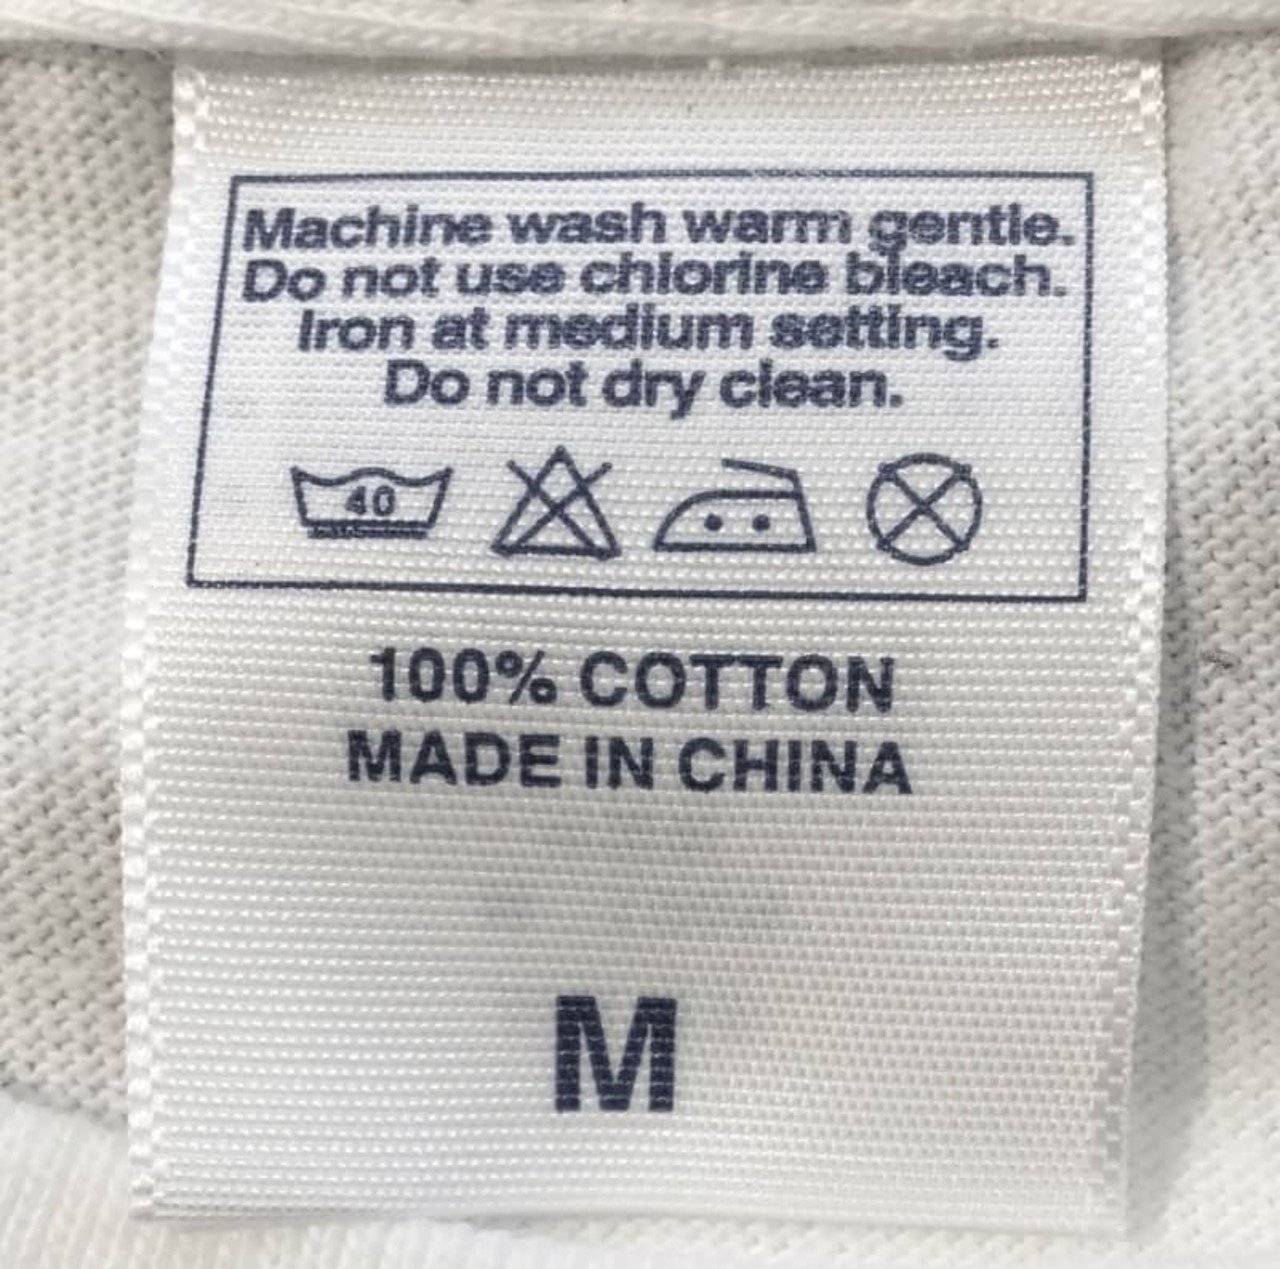 Machine wash warm gentle.
Do not use chlorine bleach.
Iron at medium setting.
Do not dry clean.
40
100% COTTON
MADE IN CHINA
M